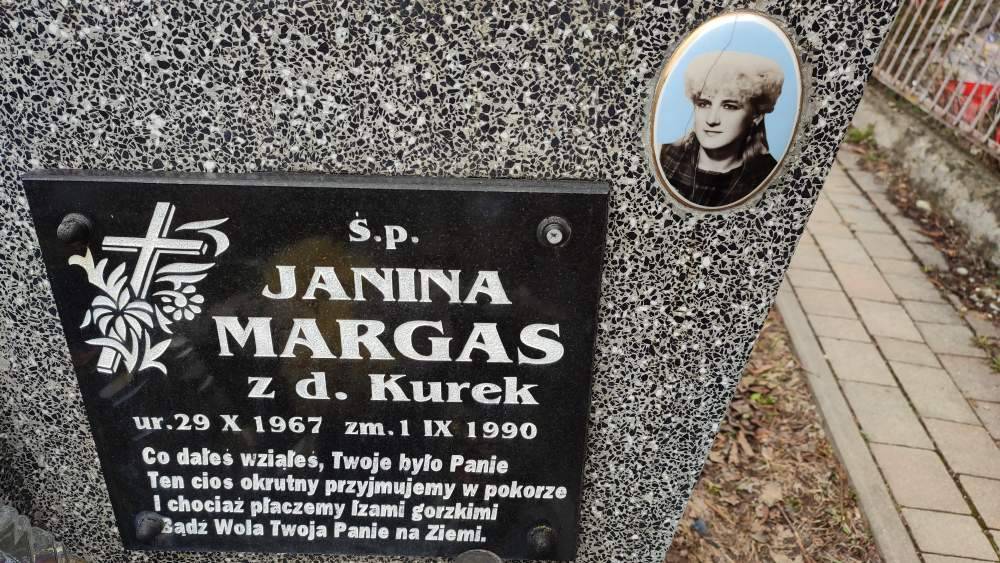 Ś.p.
JANINA
MARGAS
z d. Kurek
ur.29 X 1967 zm.1 IX 1990
Co dałeś wziąłeś, Twoje było Panie
Ten cios okrutny przyjmujemy w pokorze
I chociaż płaczemy łzami gorzkimi
Bądź Wola Twoja Panie na Ziemi.